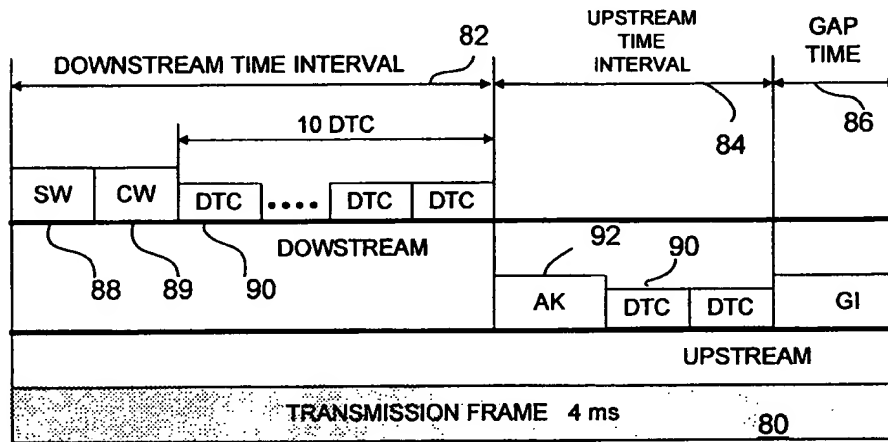 DOWNSTREAM TIME INTERVAL
82
UPSTREAM
TIME
INTERVAL
GAP
TIME
10 DTC
84
86
SW
CW
DTC
....
DTC
DTC
DOWSTREAM
88
89
90
92
90
AK
DTC
DTC
GI
UPSTREAM
TRANSMISSION FRAME 4 ms
80